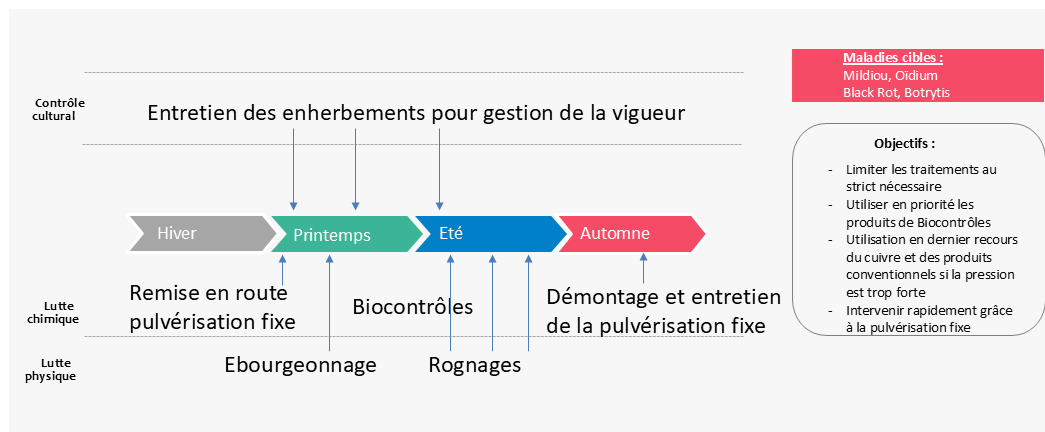 Maladies cibles :
Mildiou, Oïdium
Black Rot, Botrytis
Contrôle
cultural
Entretien des enherbements pour gestion de la vigueur
Objectifs :
- Limiter les traitements au
strict nécessaire
- Utiliser en priorité les
produits de Biocontrôles
- Utilisation en dernier recours
du cuivre et des produits
conventionnels si la pression
est trop forte
- Intervenir rapidement grâce
à la pulvérisation fixe
Hiver
Printemps
Eté
Automne
Lutte
chimique
Remise en route
pulvérisation fixe
Biocontrôles
Démontage et entretien
de la pulvérisation fixe
Lutte
physique
Ebourgeonnage
Rognages